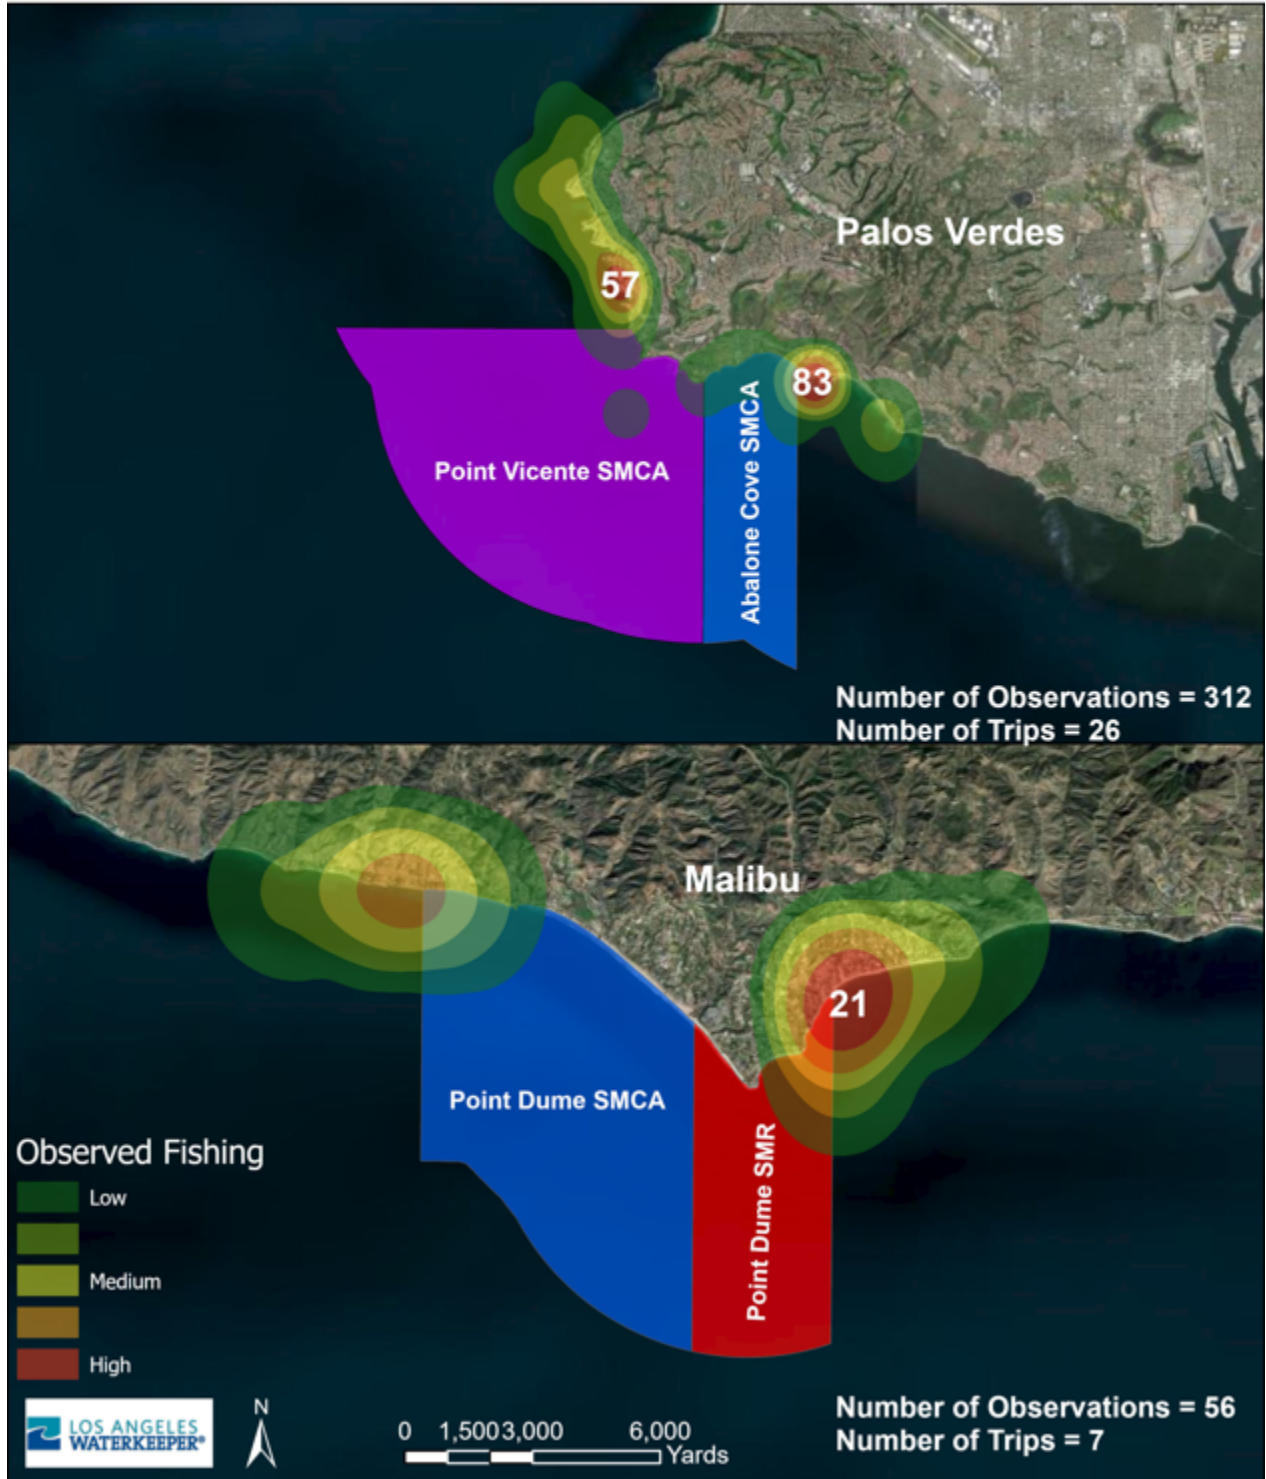 Palos Verdes
57
83
Point Vicente SMCA
Abalone Cove SMCA
Number of Observations = 312
Number of Trips = 26
Malibu
21
Point Dume SMCA
Point Dume SMR
Observed Fishing
Low
Medium
High
LOS ANGELES
WATERKEEPER®
N
0 1,500 3,000 6,000
Yards
Number of Observations = 56
Number of Trips = 7